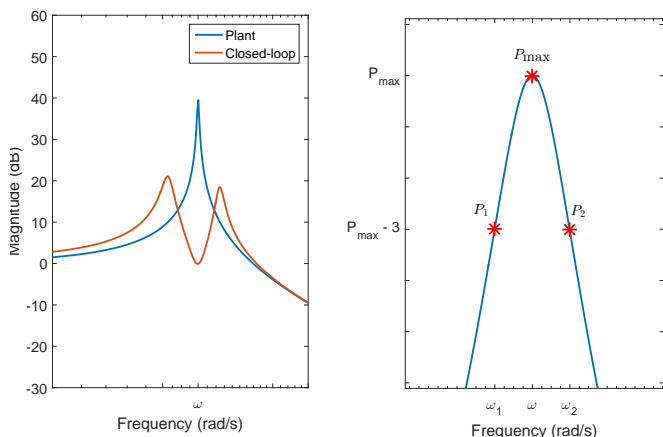 60
50
40
30
20
10
0
-10
-20
-30
Magnitude (dB)
Plant
Closed-loop
ω
Frequency (rad/s)
P_max
P_max - 3
P_max
P_1
P_2
ω_1
ω
ω_2
Frequency (rad/s)